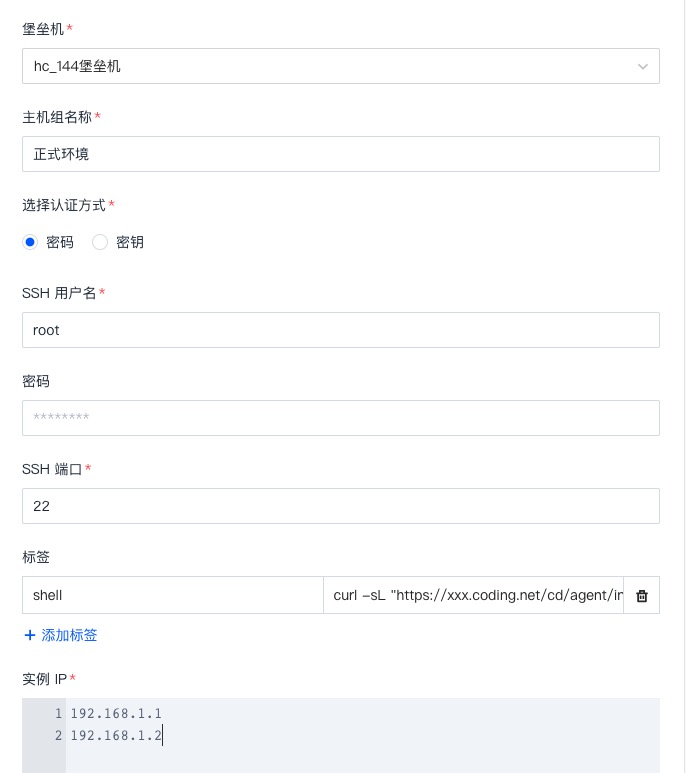 堡垒机*
hc_144堡垒机
主机组名称*
正式环境
选择认证方式*
密码 密钥
SSH 用户名*
root
密码
********
SSH 端口*
22
标签
shell curl -sL "https://xxx.coding.net/cd/agent/in
+ 添加标签
实例 IP*
1 192.168.1.1
2 192.168.1.2